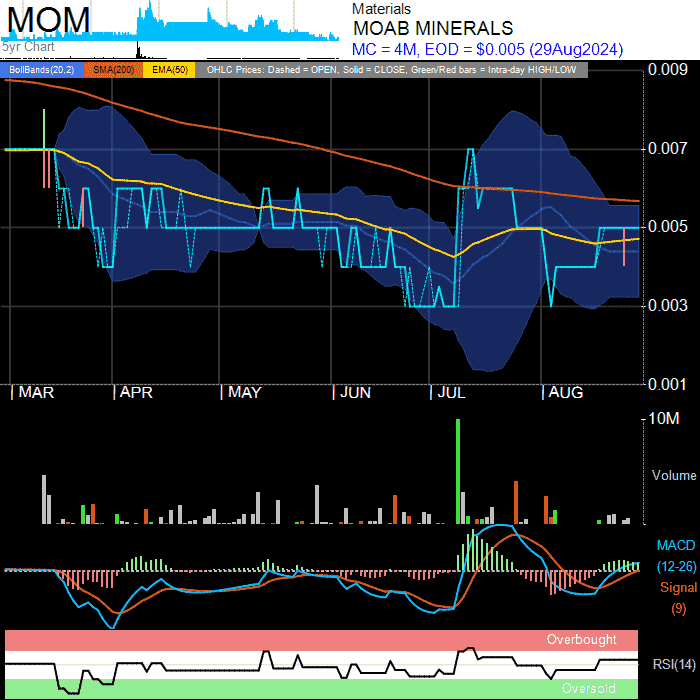 MOM
5yr Chart
Materials
MOAB MINERALS
MC = 4M, EOD = $0.005 (29Aug2024)
BollBands(20,2) SMA(200) EMA(50) OHLC Prices: Dashed = OPEN, Solid = CLOSE, Green/Red bars = Intra-day HIGH/LOW
0.009
0.007
0.005
0.003
0.001
MAR APR MAY JUN JUL AUG
10M
Volume
MACD
(12-26)
Signal
(9)
Overbought
RSI(14)
Oversold